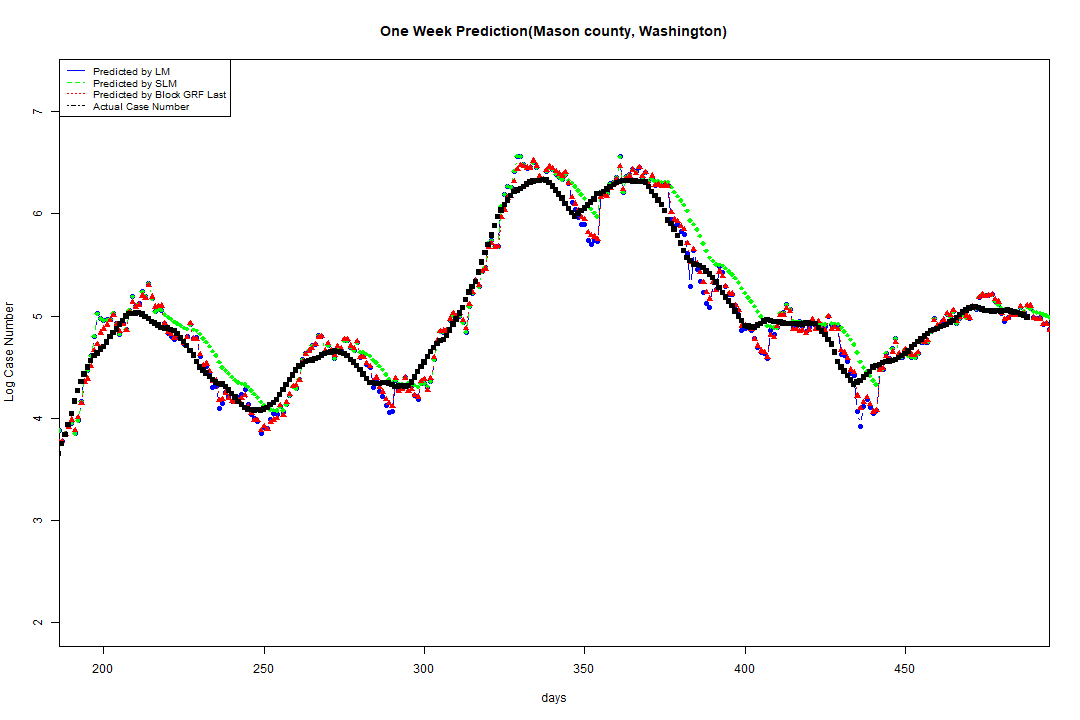 One Week Prediction(Mason county, Washington)
Predicted by LM
Predicted by SLM
Predicted by Block GRF Last
Actual Case Number
Log Case Number
7
6
5
4
3
2
200 250 300 350 400 450
days